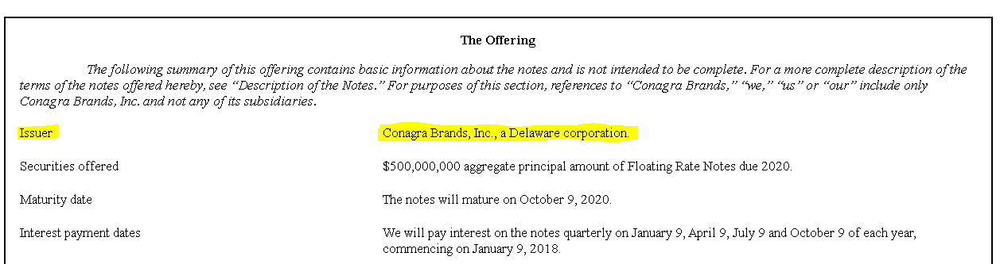 The Offering
The following summary of this offering contains basic information about the notes and is not intended to be complete. For a more complete description of the
terms of the notes offered hereby, see “Description of the Notes.” For purposes of this section, references to “Conagra Brands,” “we,” “us” or “our” include only
Conagra Brands, Inc. and not any of its subsidiaries.
Issuer Conagra Brands, Inc., a Delaware corporation.
Securities offered $500,000,000 aggregate principal amount of Floating Rate Notes due 2020.
Maturity date The notes will mature on October 9, 2020.
Interest payment dates We will pay interest on the notes quarterly on January 9, April 9, July 9 and October 9 of each year,
commencing on January 9, 2018.